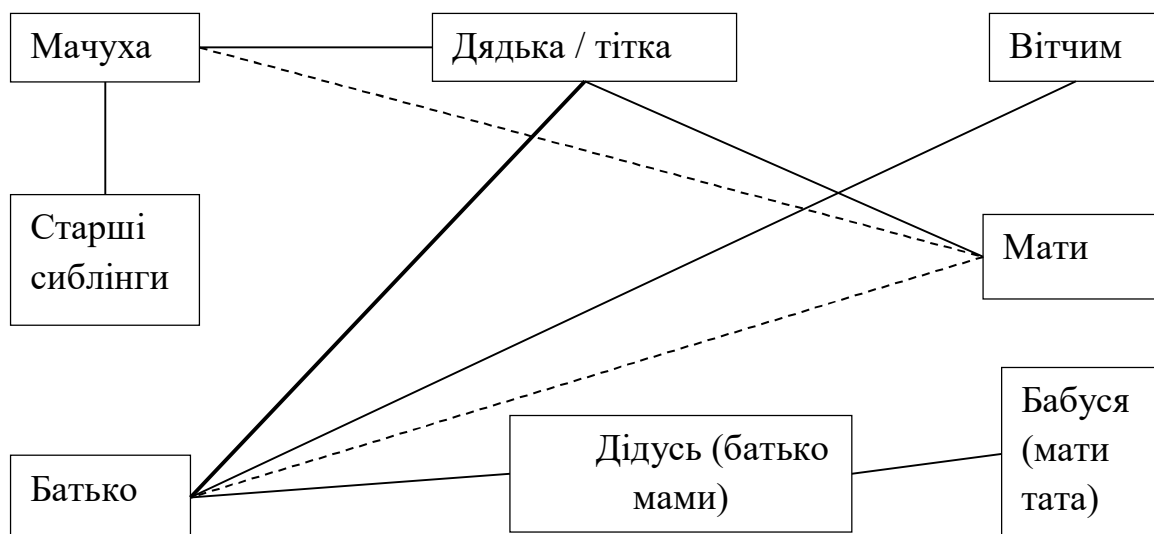 Мачуха
Дядька / тітка
Вітчим
Старші
сиблінги
Мати
Батько
Дідусь (батько
мами)
Бабуся
(мати
тата)